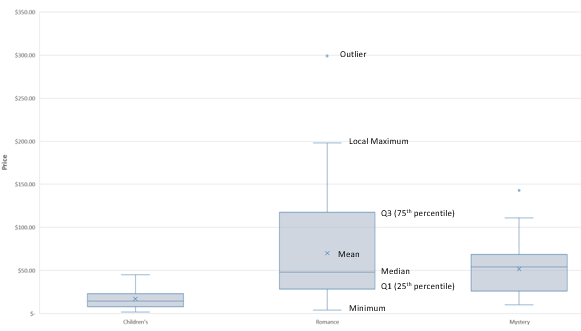 $350.00
$300.00
Outlier
$250.00
$200.00
Local Maximum
$150.00
Price
Q3 (75th percentile)
$100.00
Mean
Median
$50.00
Q1 (25th percentile)
Minimum
$-
Children's
Romance
Mystery